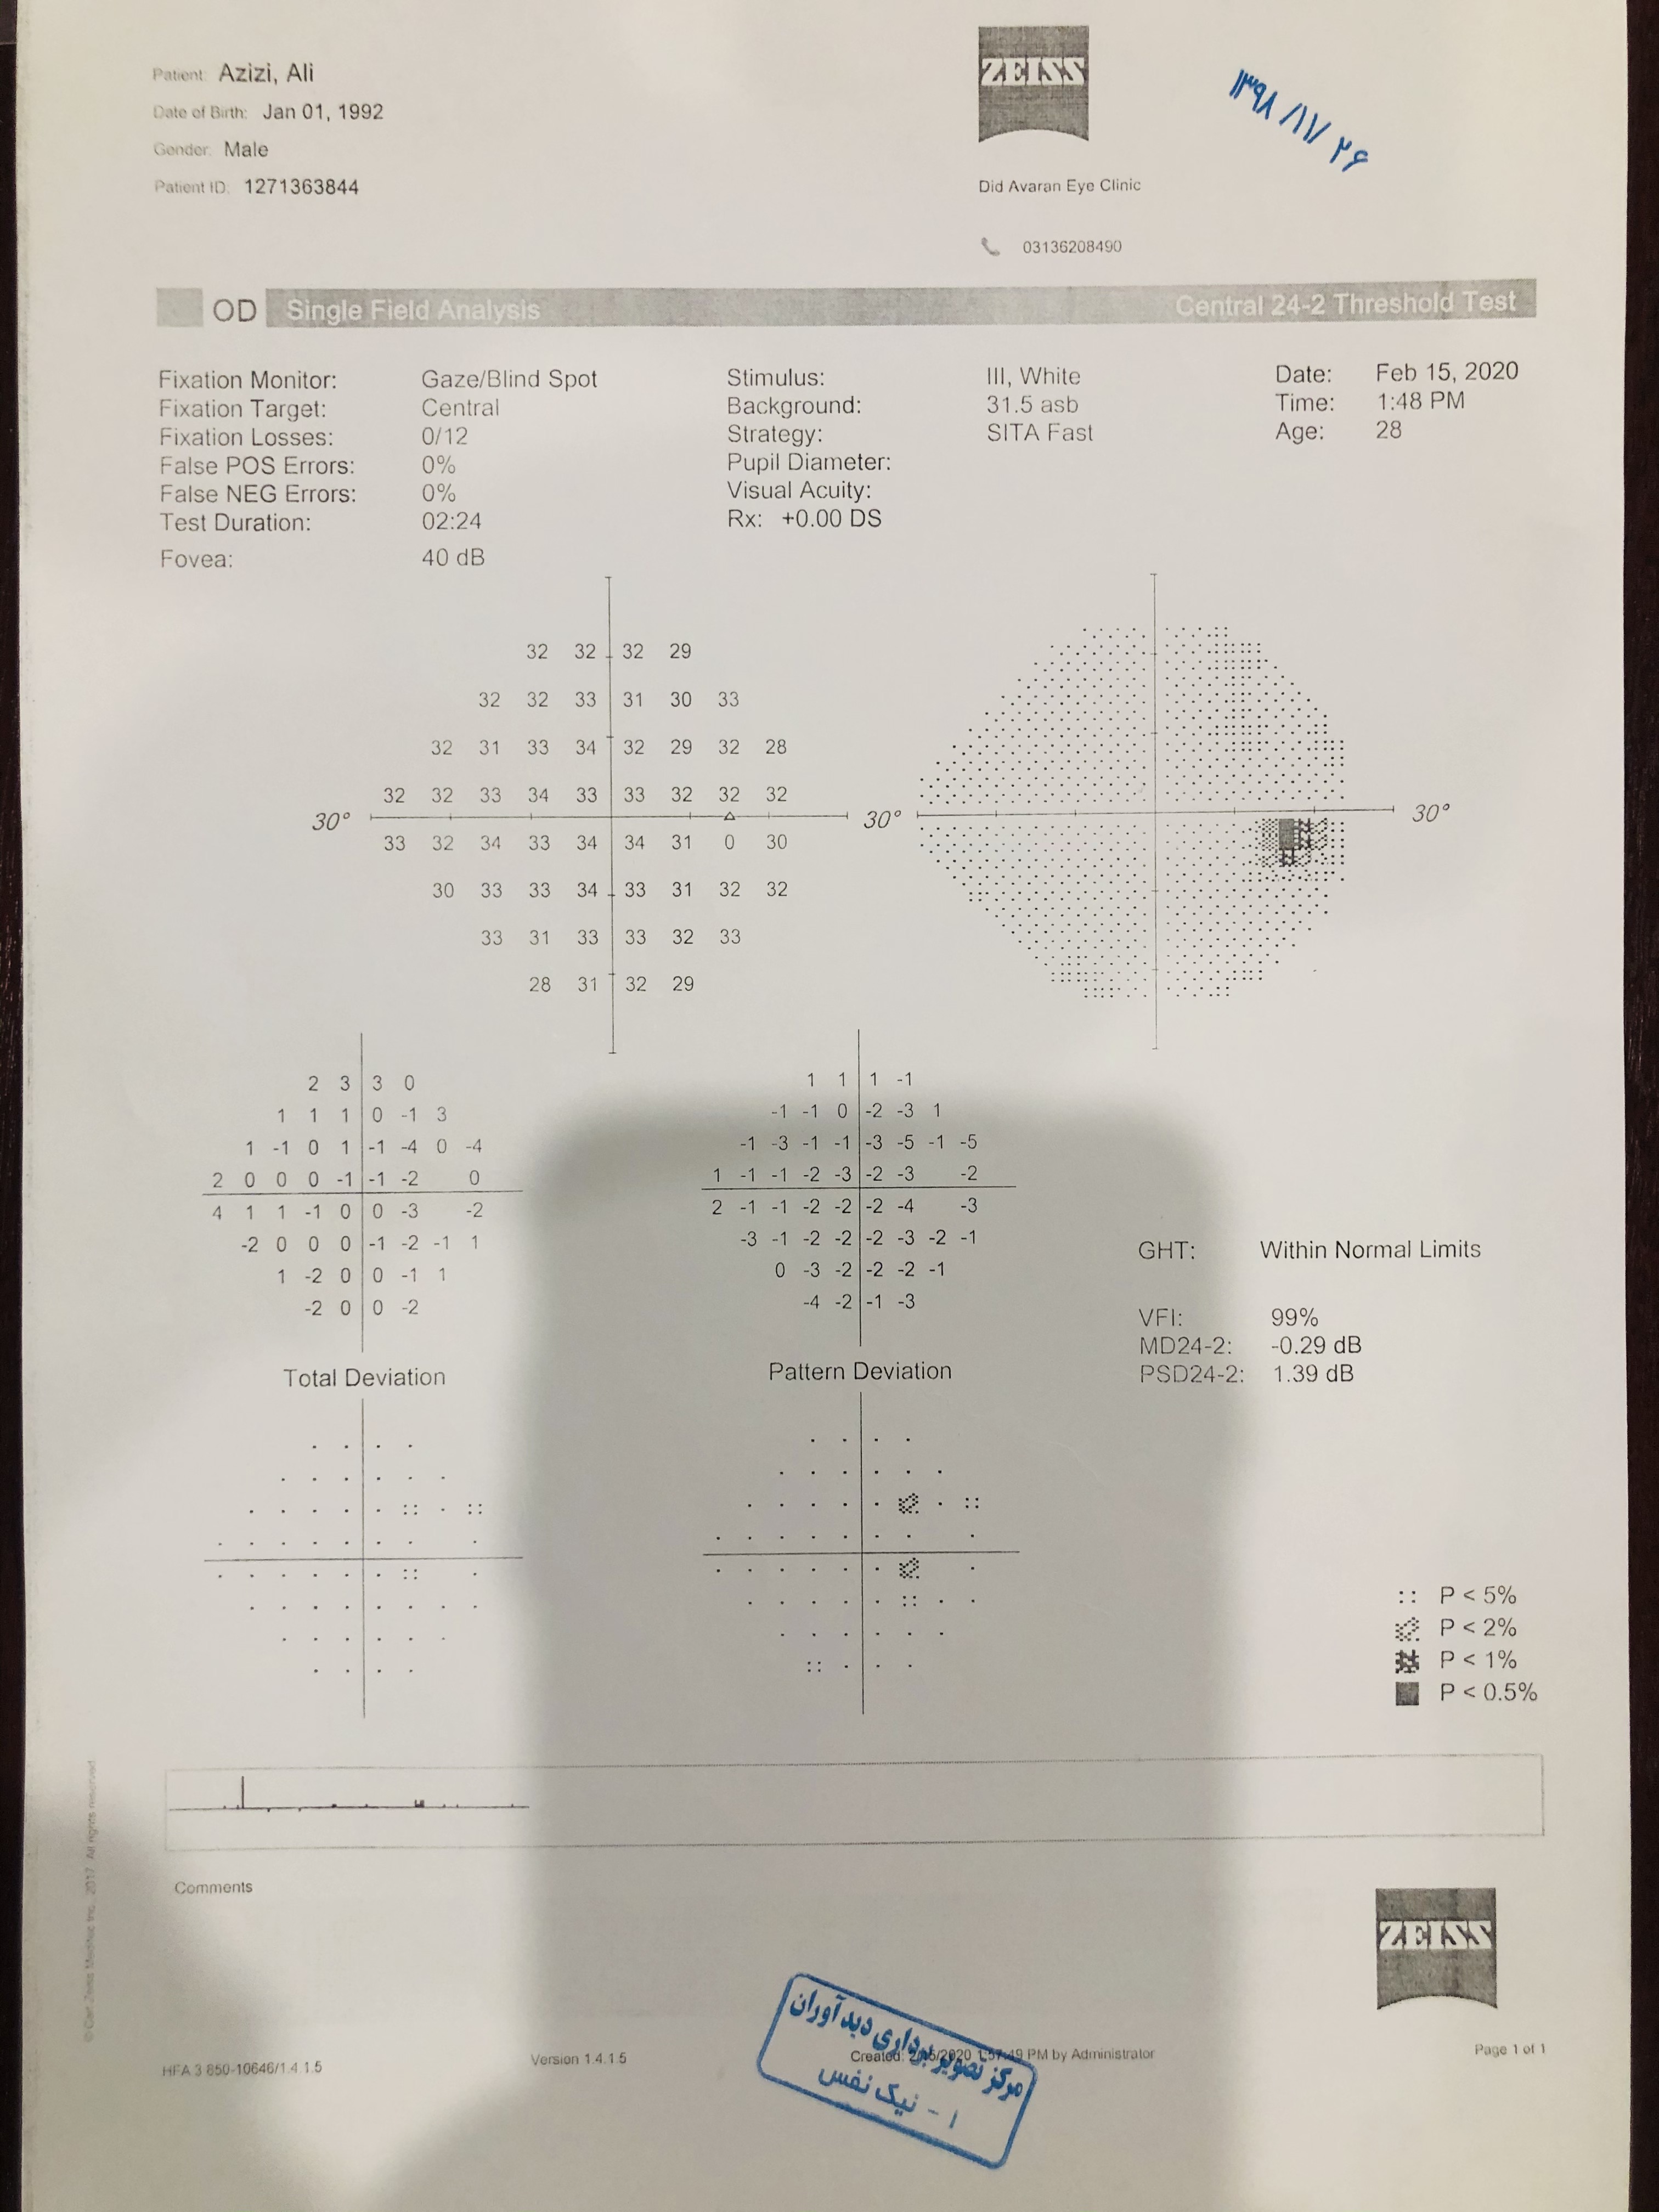 Patient: Azizi, Ali
Date of Birth: Jan 01, 1992
Gender: Male
Patient ID: 1271363844
ZEISS
۱۳۹۸/۱۱/۲۶
Did Avaran Eye Clinic
03136208490
OD Single Field Analysis Central 24-2 Threshold Test
Fixation Monitor: Gaze/Blind Spot
Fixation Target: Central
Fixation Losses: 0/12
False POS Errors: 0%
False NEG Errors: 0%
Test Duration: 02:24
Fovea: 40 dB
Stimulus: III, White
Background: 31.5 asb
Strategy: SITA Fast
Pupil Diameter:
Visual Acuity:
Rx: +0.00 DS
Date: Feb 15, 2020
Time: 1:48 PM
Age: 28
32 32 32 29
32 32 33 31 30 33
32 31 33 34 32 29 32 28
32 32 33 34 33 33 32 32 32
30° 30°
33 32 34 33 34 34 31 0 30
30 33 33 34 33 31 32 32
33 31 33 33 32 33
28 31 32 29
30°
2 3 3 0
1 1 1 0 -1 3
1 -1 0 1 -1 -4 0 -4
2 0 0 0 -1 -1 -2 0
4 1 1 -1 0 0 -3 -2
-2 0 0 0 -1 -2 -1 1
1 -2 0 0 -1 1
-2 0 0 -2
Total Deviation
1 1 1 -1
-1 -1 0 -2 -3 1
-1 -3 -1 -1 -3 -5 -1 -5
1 -1 -1 -2 -3 -2 -3 -2
2 -1 -1 -2 -2 -2 -4 -3
-3 -1 -2 -2 -2 -3 -2 -1
0 -3 -2 -2 -2 -1
-4 -2 -1 -3
Pattern Deviation
GHT: Within Normal Limits
VFI: 99%
MD24-2: -0.29 dB
PSD24-2: 1.39 dB
P < 5%
P < 2%
P < 1%
P < 0.5%
© Carl Zeiss Meditec Inc., 2017. All rights reserved
Comments
ZEISS
HFA 3 850-10646/1.4.1.5
Version 1.4.1.5
Created: 2/15/2020 1:57:49 PM by Administrator
Page 1 of 1
مرکز تصویر برداری دید آوران
۱ - نیک نفس